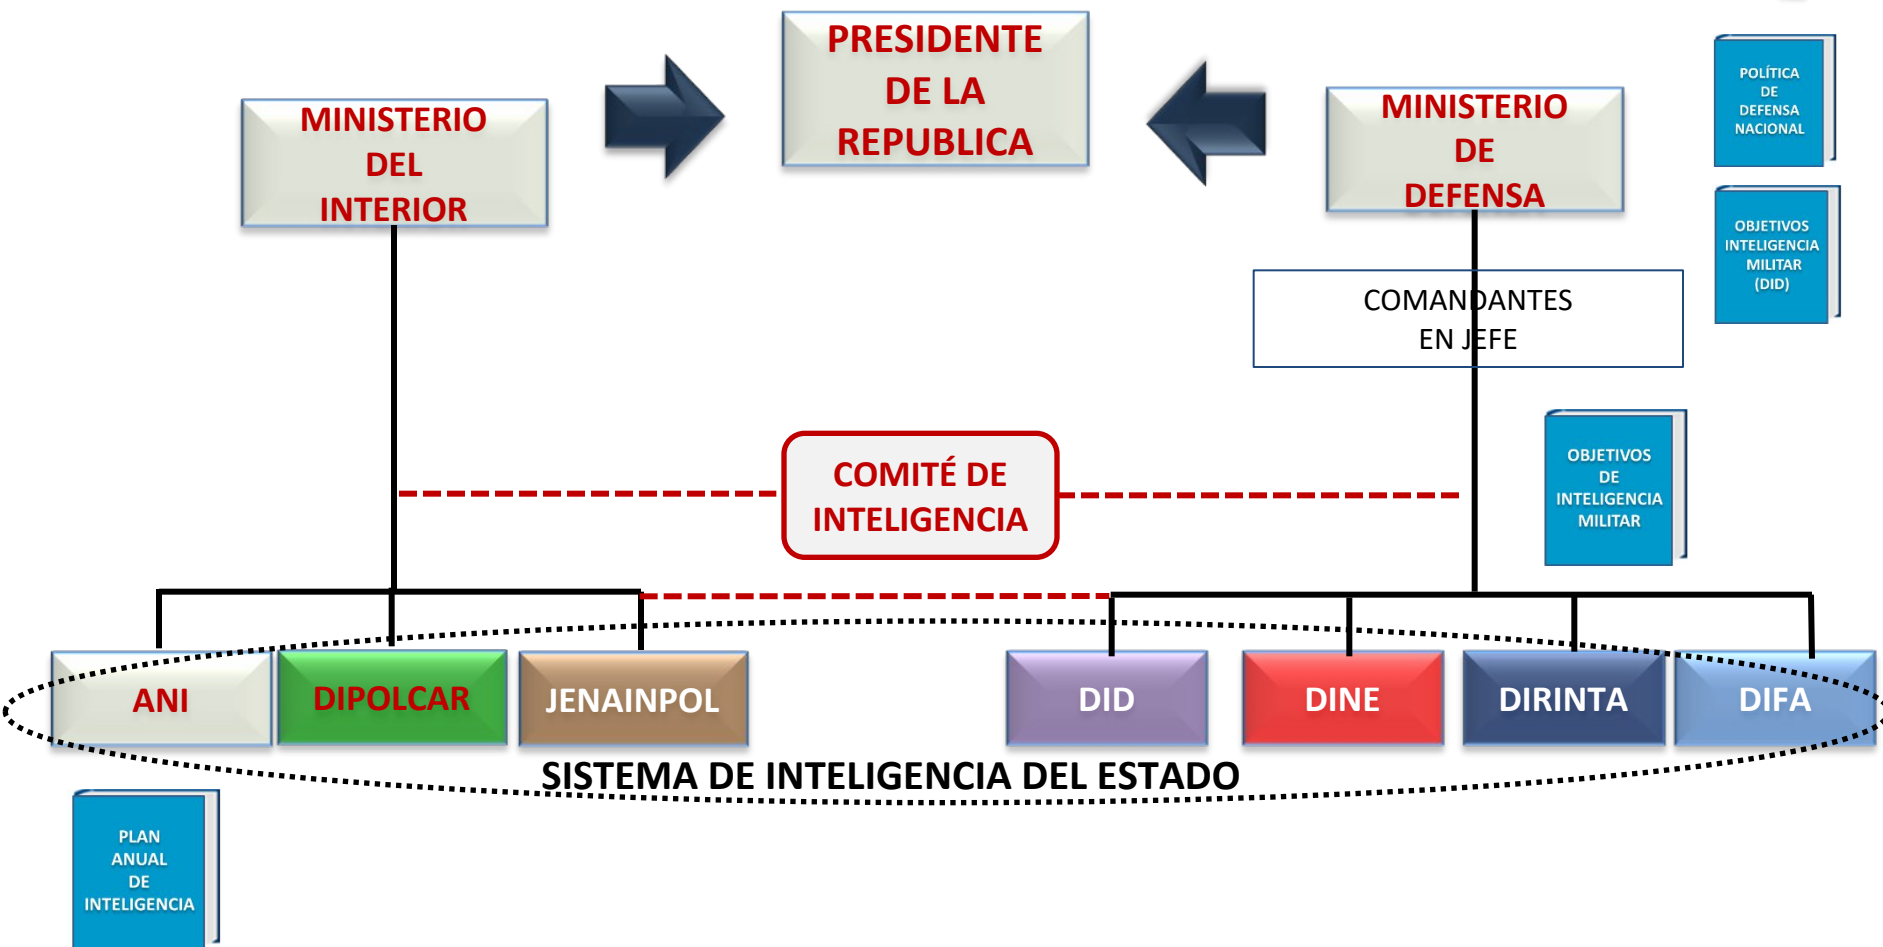 PRESIDENTE
DE LA
REPUBLICA
MINISTERIO
DEL
INTERIOR
MINISTERIO
DE
DEFENSA
POLÍTICA
DE
DEFENSA
NACIONAL
OBJETIVOS
INTELIGENCIA
MILITAR
(DID)
COMANDANTES
EN JEFE
COMITÉ DE
INTELIGENCIA
OBJETIVOS
DE
INTELIGENCIA
MILITAR
ANI
DIPOLCAR
JENAINPOL
DID
DINE
DIRINTA
DIFA
SISTEMA DE INTELIGENCIA DEL ESTADO
PLAN
ANUAL
DE
INTELIGENCIA